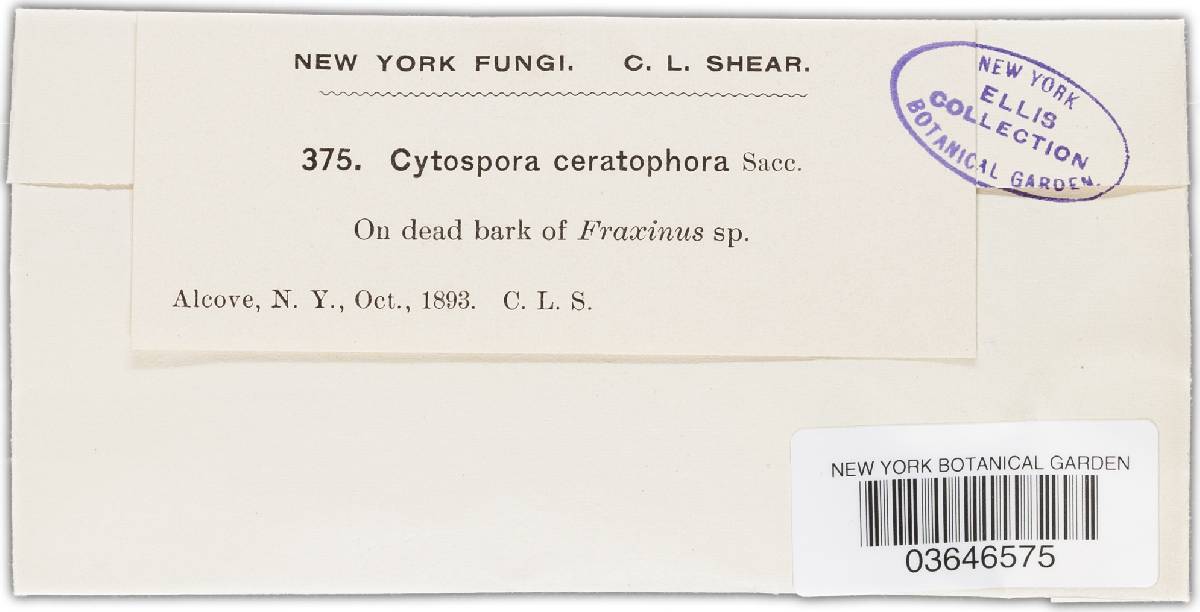 NEW YORK FUNGI. C. L. SHEAR.
375. Cytospora ceratophora Sacc.
On dead bark of Fraxinus sp.
Alcove, N. Y., Oct., 1893. C. L. S.
NEW YORK
ELLIS
COLLECTION
BOTANICAL GARDEN.
NEW YORK BOTANICAL GARDEN
03646575